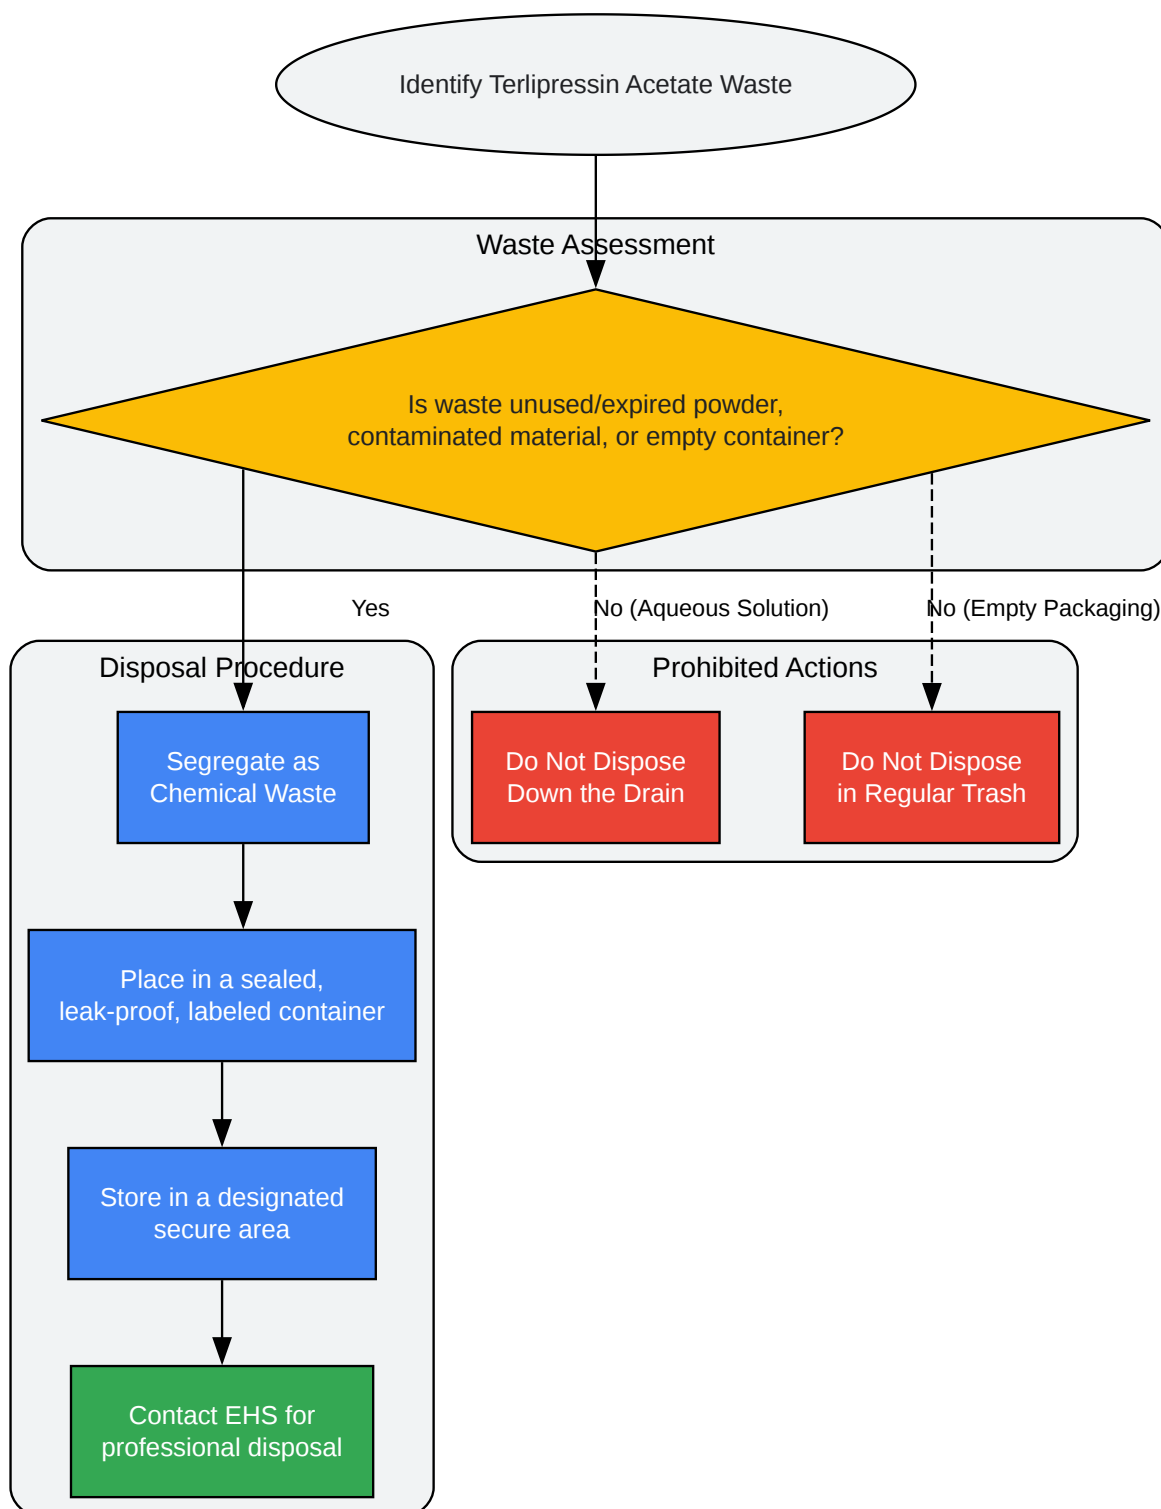 Identify Terlipressin Acetate Waste
Waste Assessment
Is waste unused/expired powder,
contaminated material, or empty container?
Yes
No (Aqueous Solution)
No (Empty Packaging)
Disposal Procedure
Prohibited Actions
Segregate as
Chemical Waste
Do Not Dispose
Down the Drain
Do Not Dispose
in Regular Trash
Place in a sealed,
leak-proof, labeled container
Store in a designated
secure area
Contact EHS for
professional disposal